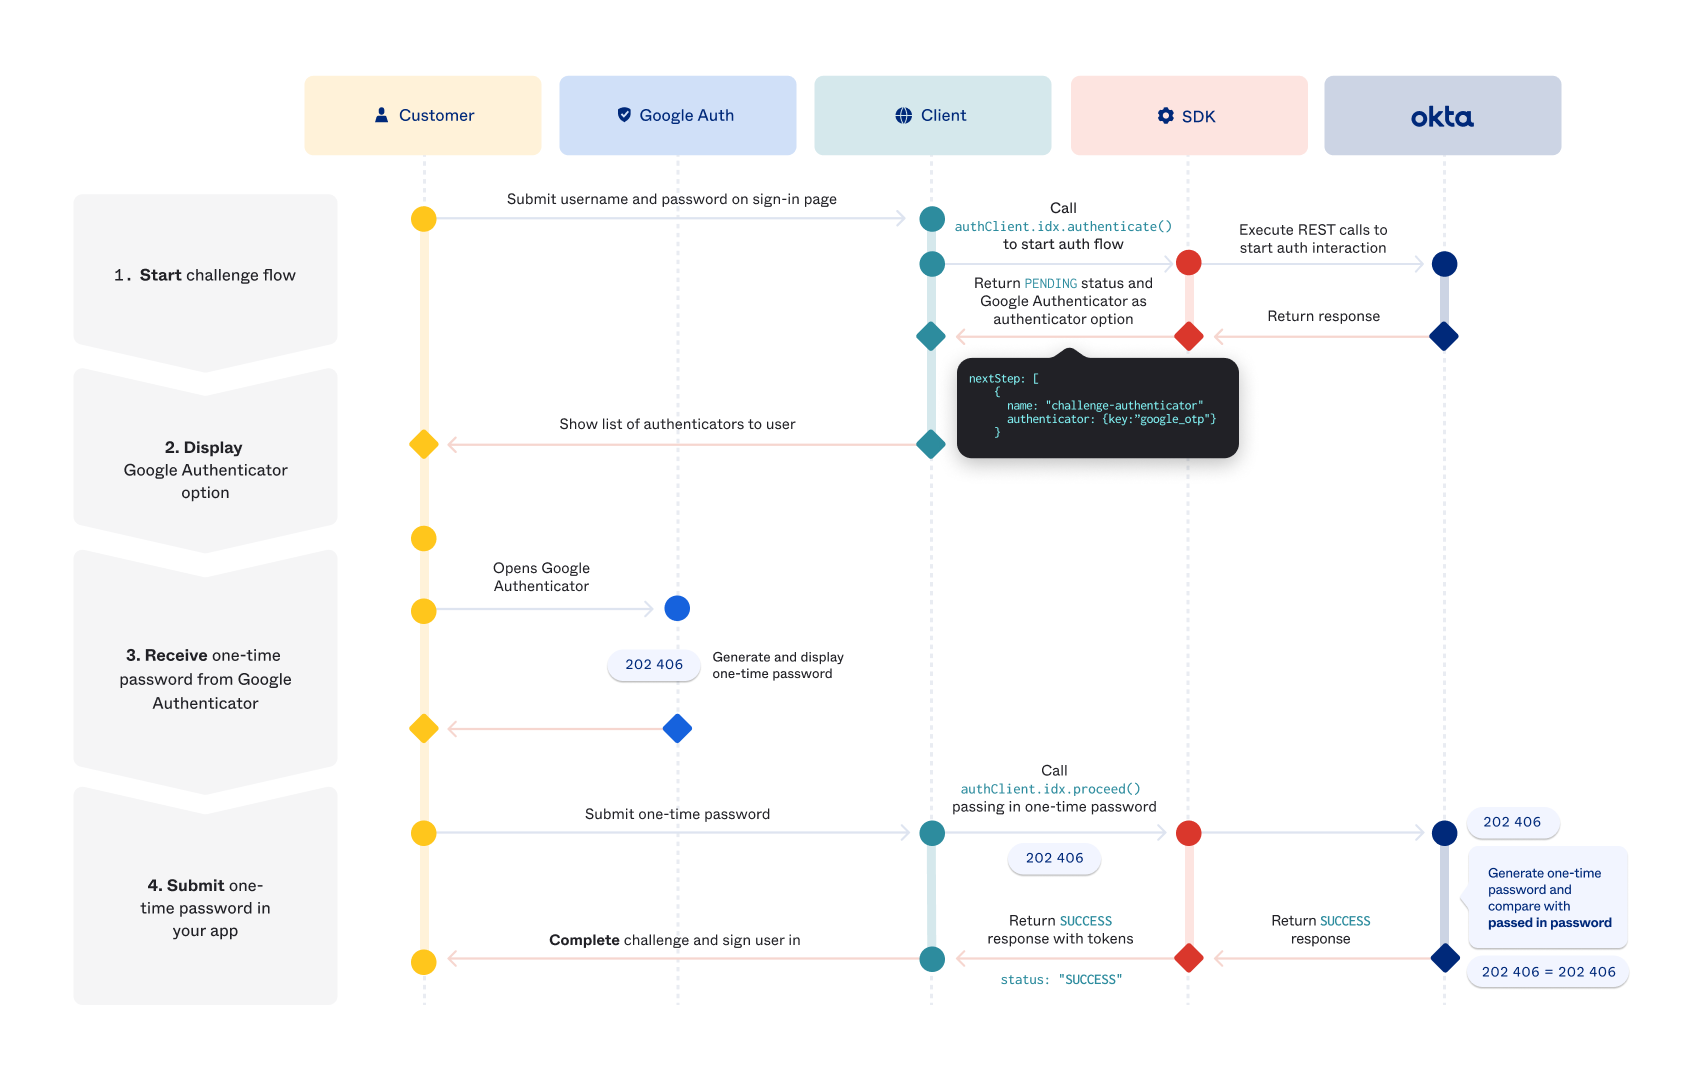 Customer
Google Auth
Client
SDK
okta
1. Start challenge flow
Submit username and password on sign-in page
Call
authClient.idx.authenticate()
to start auth flow
Execute REST calls to
start auth interaction
Return PENDING status and
Google Authenticator as
authenticator option
Return response
nextStep: [
{
name: "challenge-authenticator"
authenticator: {key:”google_otp"}
}
2. Display
Google Authenticator
option
Show list of authenticators to user
3. Receive one-time
password from Google
Authenticator
Opens Google
Authenticator
202 406
Generate and display
one-time password
4. Submit one-
time password in
your app
Submit one-time password
Call
authClient.idx.proceed()
passing in one-time password
202 406
202 406
Generate one-time
password and
compare with
passed in password
202 406 = 202 406
Return SUCCESS
response
Return SUCCESS
response with tokens
status: "SUCCESS"
Complete challenge and sign user in